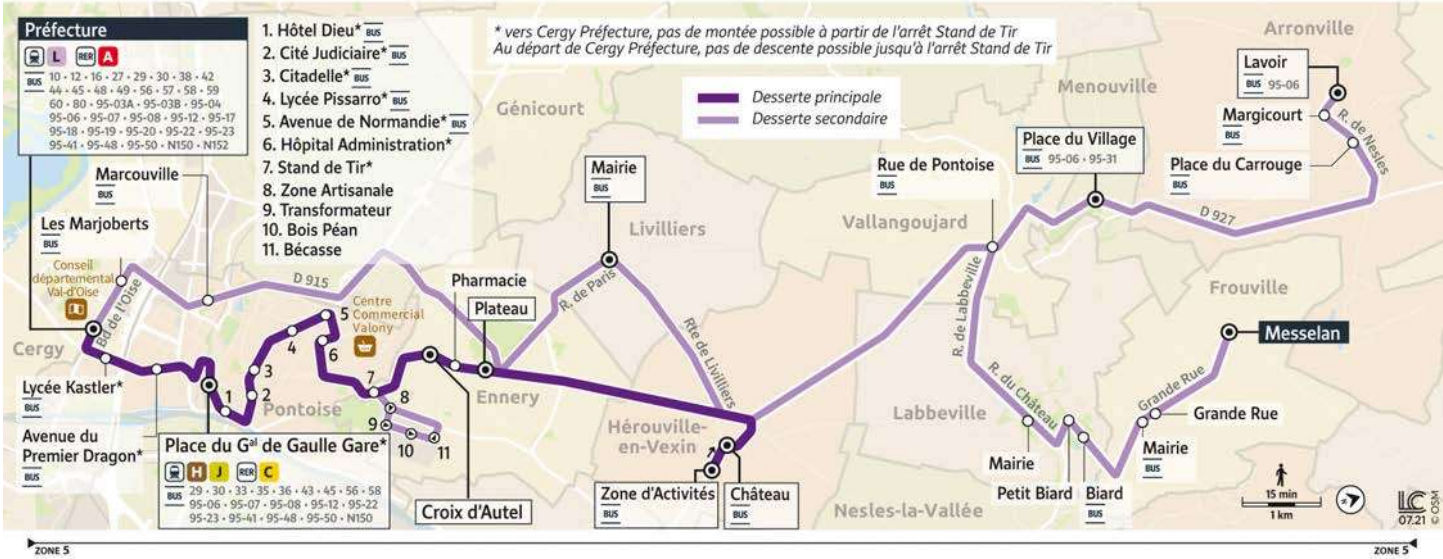 Préfecture
L RER A
BUS 10 • 12 • 16 • 27 • 29 • 30 • 38 • 42
44 • 45 • 48 • 49 • 56 • 57 • 58 • 59
60 • 80 • 95-03A • 95-03B • 95-04
95-06 • 95-07 • 95-08 • 95-12 • 95-17
95-18 • 95-19 • 95-20 • 95-22 • 95-23
95-41 • 95-48 • 95-50 • N150 • N152
1. Hôtel Dieu* BUS
2. Cité Judiciaire* BUS
3. Citadelle* BUS
4. Lycée Pissarro* BUS
5. Avenue de Normandie* BUS
6. Hôpital Administration*
7. Stand de Tir*
8. Zone Artisanale
9. Transformateur
10. Bois Péan
11. Bécasse
* vers Cergy Préfecture, pas de montée possible à partir de l'arrêt Stand de Tir
Au départ de Cergy Préfecture, pas de descente possible jusqu'à l'arrêt Stand de Tir
Desserte principale
Desserte secondaire
Génicourt
Menouville
Arronville
Lavoir
BUS 95-06
Margicourt
BUS
R. de Nesles
Place du Carrouge
BUS
Place du Village
BUS 95-06 • 95-31
Rue de Pontoise
BUS
Mairie
BUS
Marcouville
BUS
Les Marjoberts
BUS
Conseil
départemental
Val-d'Oise
Bd de l'Oise
D 915
Livilliers
Vallangoujard
D 927
Frouville
Pharmacie
Plateau
R. de Paris
Rte de Livilliers
R. de Labbeville
Centre
Commercial
Valony
Messelan
Cergy
Lycée Kastler*
BUS
Avenue du
Premier Dragon*
BUS
1
2
3
4
5
6
7
8
9
10
11
Pontoise
Ennery
Hérouville-
en-Vexin
Labbeville
R. du Château
Grande Rue
Grande Rue
Mairie
BUS
Mairie
Petit Biard
Biard
BUS
Place du Gal de Gaulle Gare*
H J RER C
BUS 29 • 30 • 33 • 35 • 36 • 43 • 45 • 56 • 58
95-06 • 95-07 • 95-08 • 95-12 • 95-22
95-23 • 95-41 • 95-48 • 95-50 • N150
Croix d'Autel
Zone d'Activités
BUS
Château
BUS
Nesles-la-Vallée
15 min
1 km
N
LC
07.21
© OSM
ZONE 5
ZONE 5